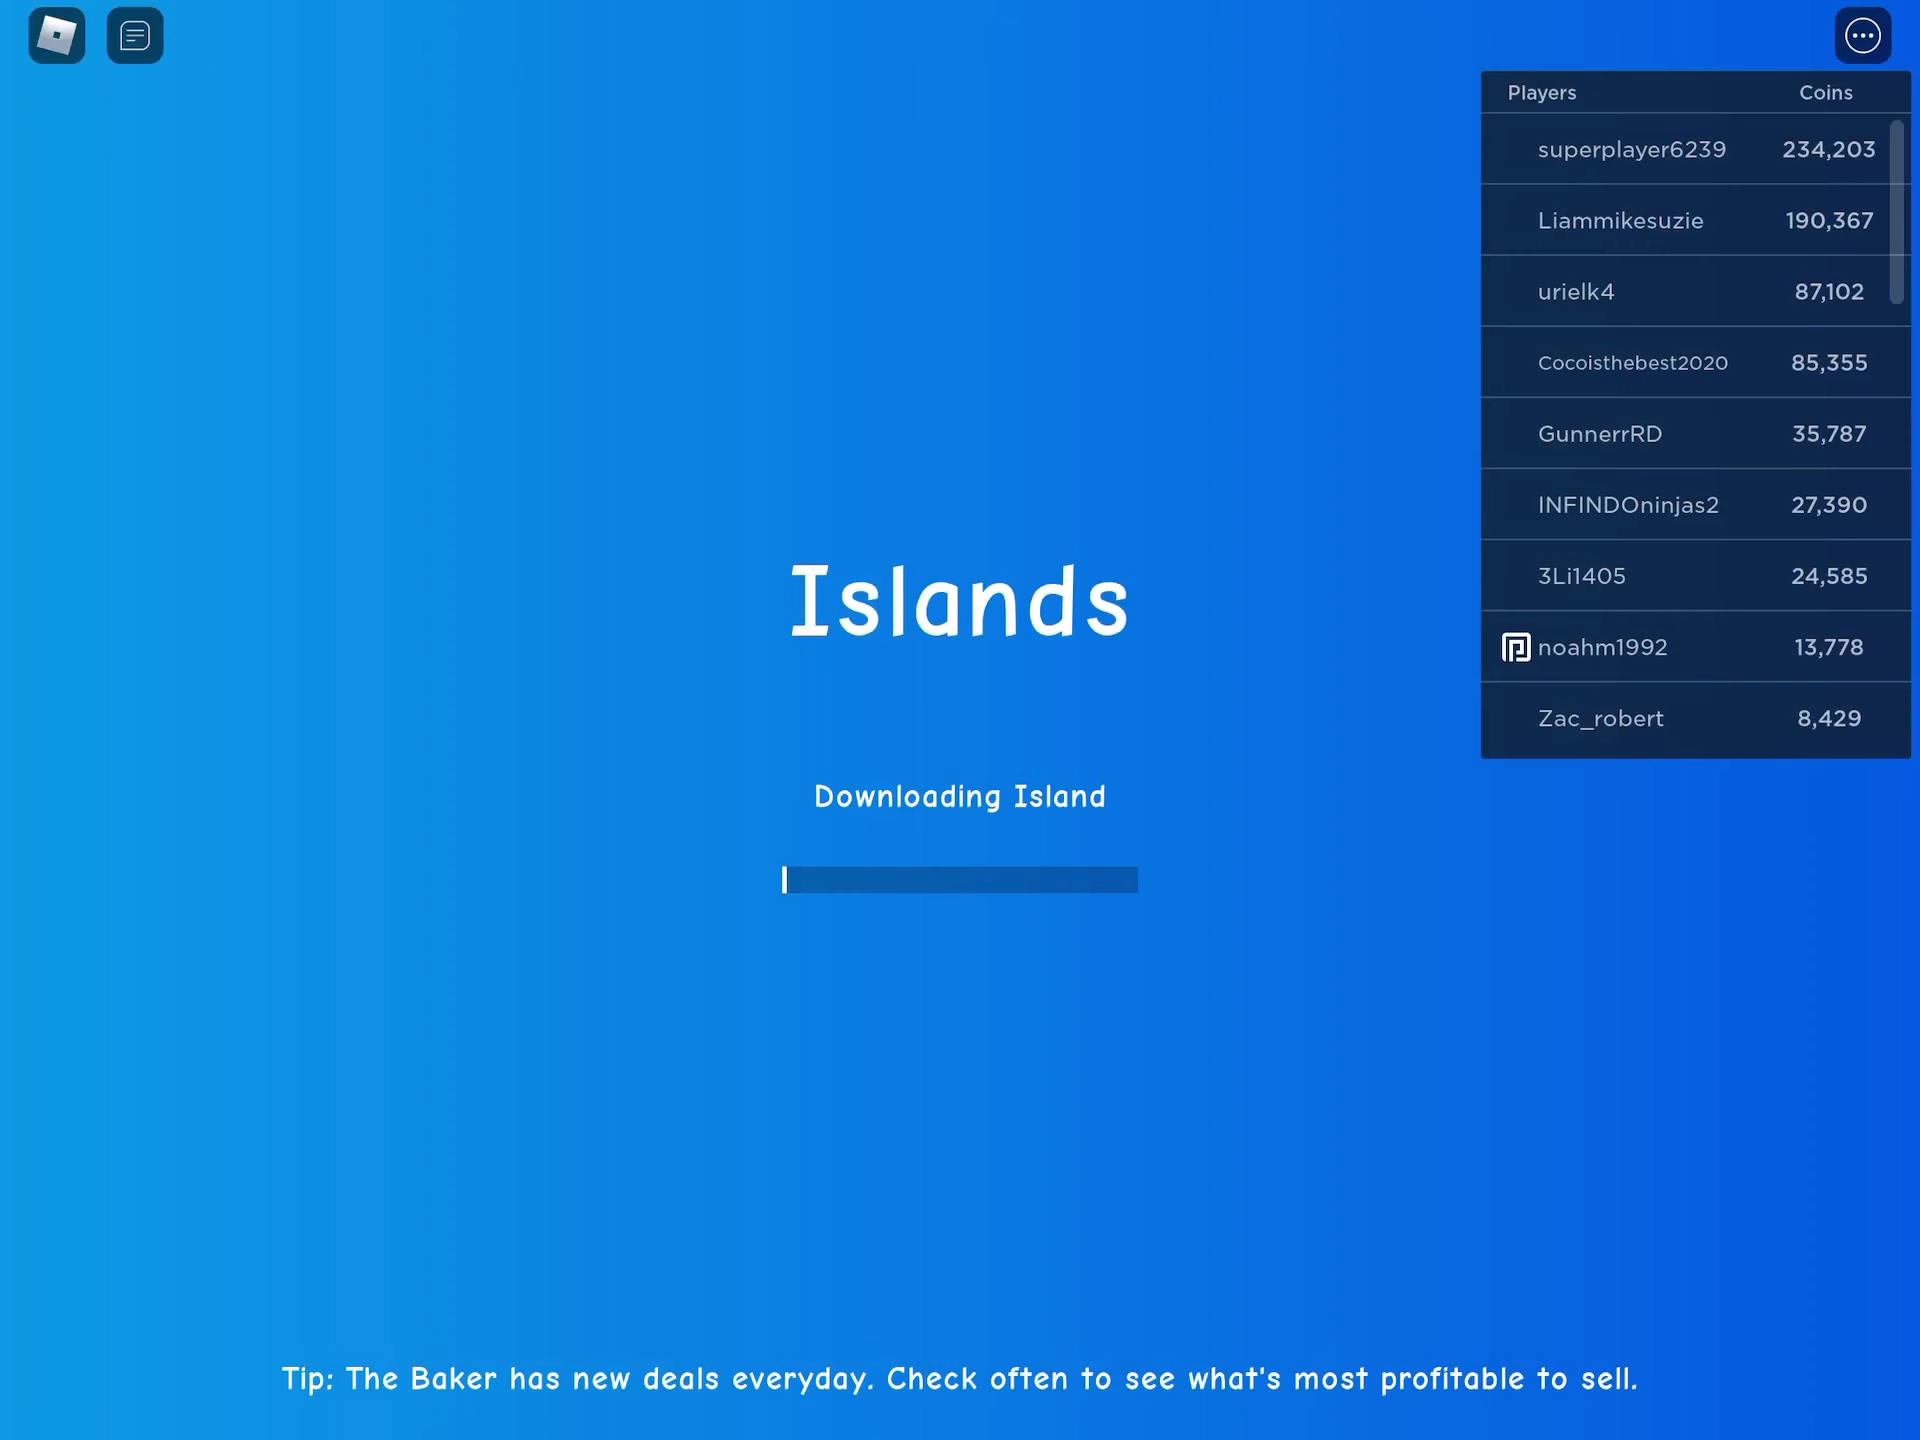 Players Coins
superplayer6239 234,203
Liammikesuzie 190,367
urielk4 87,102
Cocoisthebest2020 85,355
GunnerrRD 35,787
INFINDOninjas2 27,390
3Li1405 24,585
noahm1992 13,778
Zac_robert 8,429
Islands
Downloading Island
Tip: The Baker has new deals everyday. Check often to see what's most profitable to sell.